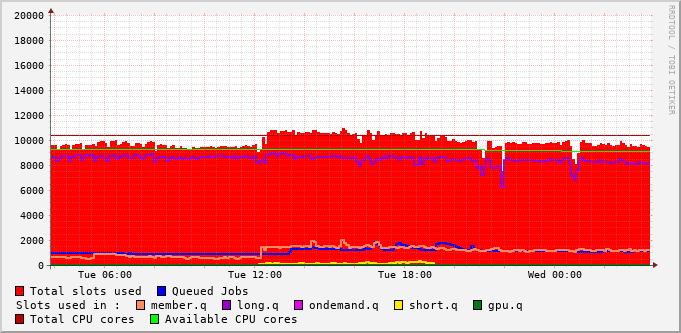 20000
18000
16000
14000
12000
10000
8000
6000
4000
2000
0
Tue 06:00 Tue 12:00 Tue 18:00 Wed 00:00
Total slots used Queued Jobs
Slots used in : member.q long.q ondemand.q short.q gpu.q
Total CPU cores Available CPU cores
RRDTOOL / TOBI OETIKER